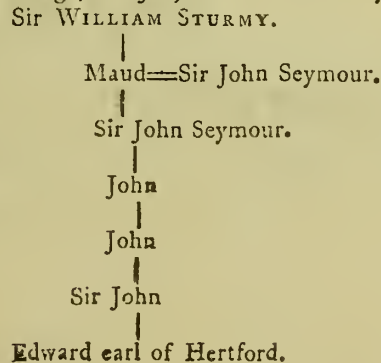 Sir WILLIAM STURMY.
Maud=Sir John Seymour.
Sir John Seymour.
John
John
Sir John
Edward earl of Hertford.